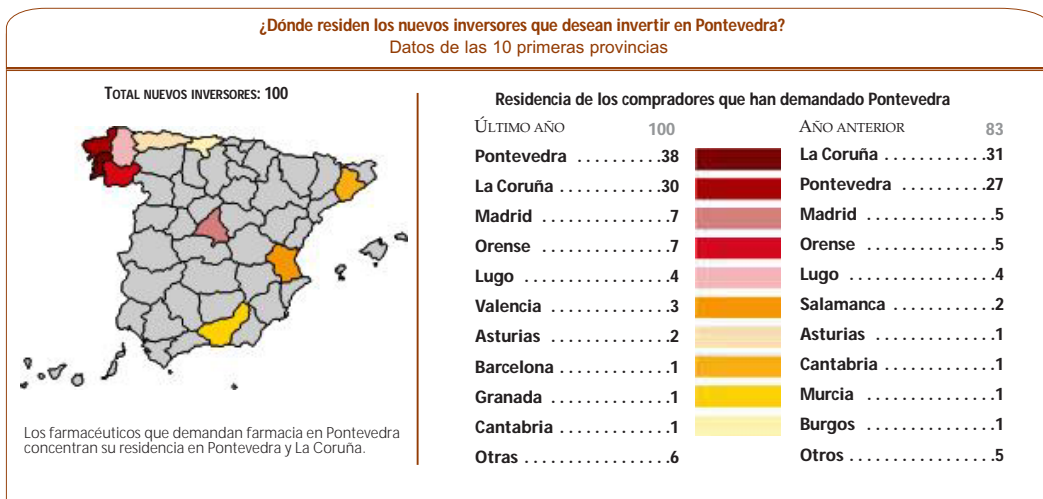 ¿Dónde residen los nuevos inversores que desean invertir en Pontevedra?
Datos de las 10 primeras provincias
TOTAL NUEVOS INVERSORES: 100
Los farmacéuticos que demandan farmacia en Pontevedra
concentran su residencia en Pontevedra y La Coruña.
Residencia de los compradores que han demandado Pontevedra
ÚLTIMO AÑO 100
Pontevedra ..........38
La Coruña ..........30
Madrid ..............7
Orense ..............7
Lugo ................4
Valencia ............3
Asturias ............2
Barcelona ...........1
Granada .............1
Cantabria ...........1
Otras ...............6
AÑO ANTERIOR 83
La Coruña ...........31
Pontevedra ..........27
Madrid ..............5
Orense ..............5
Lugo ................4
Salamanca ...........2
Asturias ............1
Cantabria ...........1
Murcia ..............1
Burgos ..............1
Otros ...............5